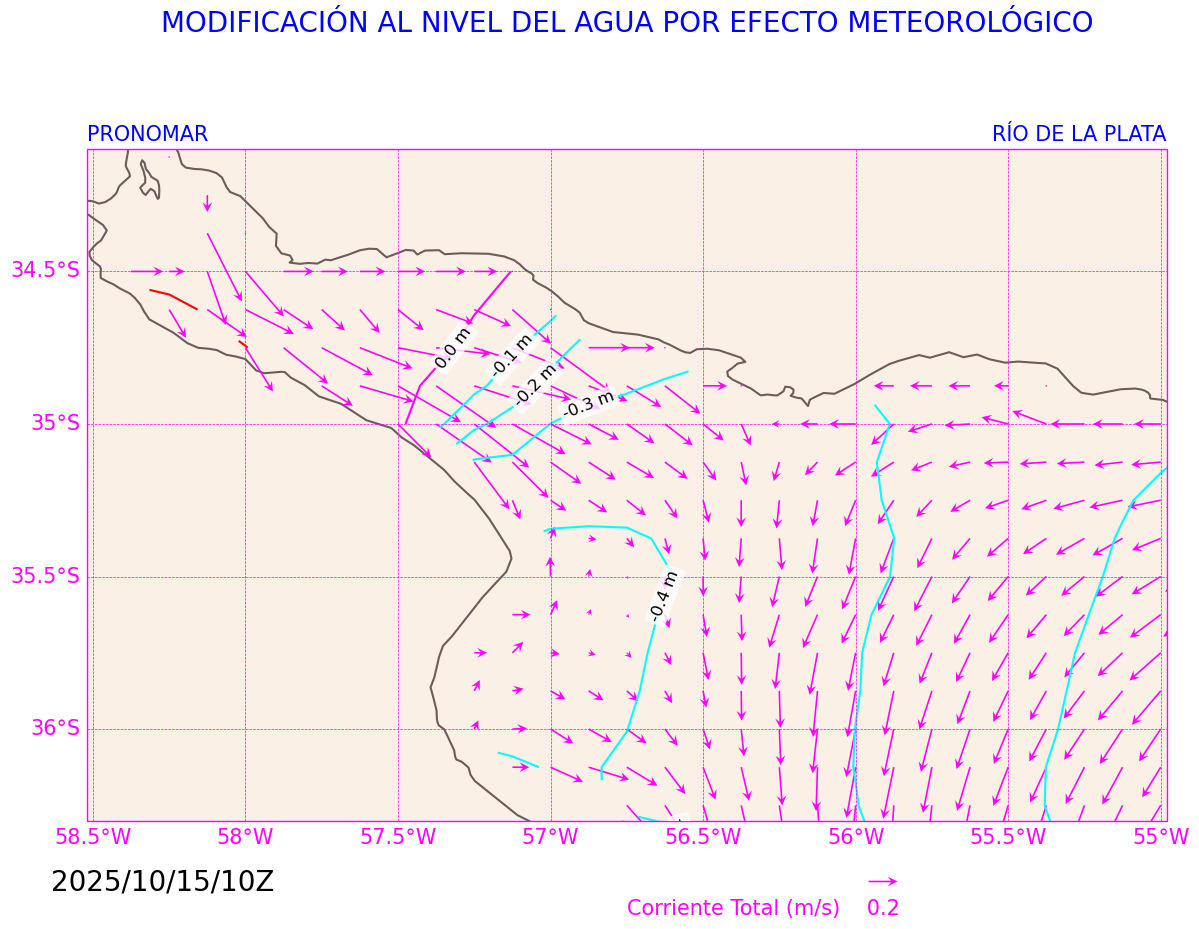 MODIFICACIÓN AL NIVEL DEL AGUA POR EFECTO METEOROLÓGICO
PRONOMAR
RÍO DE LA PLATA
34.5°S
35°S
35.5°S
36°S
0.0 m
-0.1 m
-0.2 m
-0.3 m
-0.4 m
58.5°W
58°W
57.5°W
57°W
56.5°W
56°W
55.5°W
55°W
2025/10/15/10Z
Corriente Total (m/s)
0.2